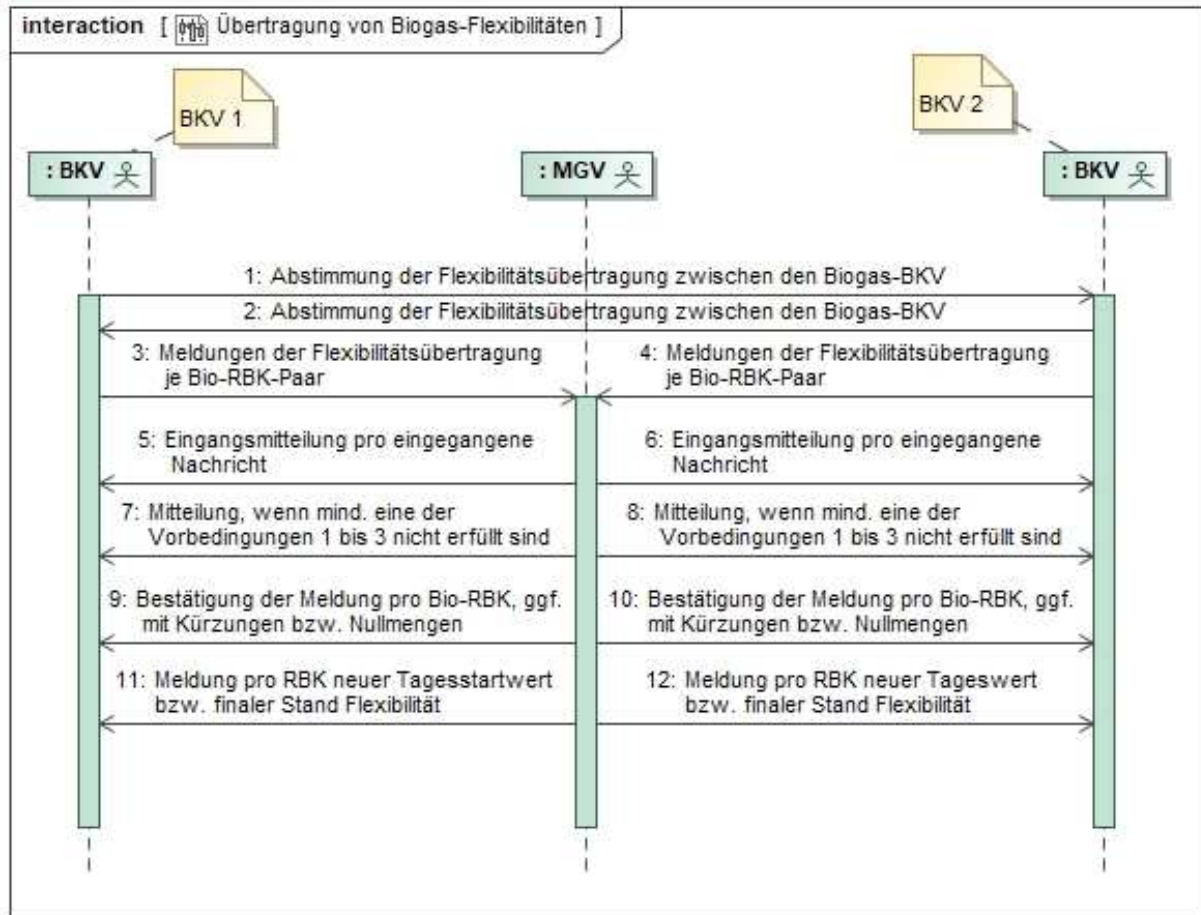 interaction [ Übertragung von Biogas-Flexibilitäten ]
BKV 1
BKV 2
: BKV
: MGV
: BKV
1: Abstimmung der Flexibilitätsübertragung zwischen den Biogas-BKV
2: Abstimmung der Flexibilitätsübertragung zwischen den Biogas-BKV
3: Meldungen der Flexibilitätsübertragung
je Bio-RBK-Paar
4: Meldungen der Flexibilitätsübertragung
je Bio-RBK-Paar
5: Eingangsmitteilung pro eingegangene
Nachricht
6: Eingangsmitteilung pro eingegangene
Nachricht
7: Mitteilung, wenn mind. eine der
Vorbedingungen 1 bis 3 nicht erfüllt sind
8: Mitteilung, wenn mind. eine der
Vorbedingungen 1 bis 3 nicht erfüllt sind
9: Bestätigung der Meldung pro Bio-RBK, ggf.
mit Kürzungen bzw. Nullmengen
10: Bestätigung der Meldung pro Bio-RBK, ggf.
mit Kürzungen bzw. Nullmengen
11: Meldung pro RBK neuer Tagesstartwert
bzw. finaler Stand Flexibilität
12: Meldung pro RBK neuer Tageswert
bzw. finaler Stand Flexibilität